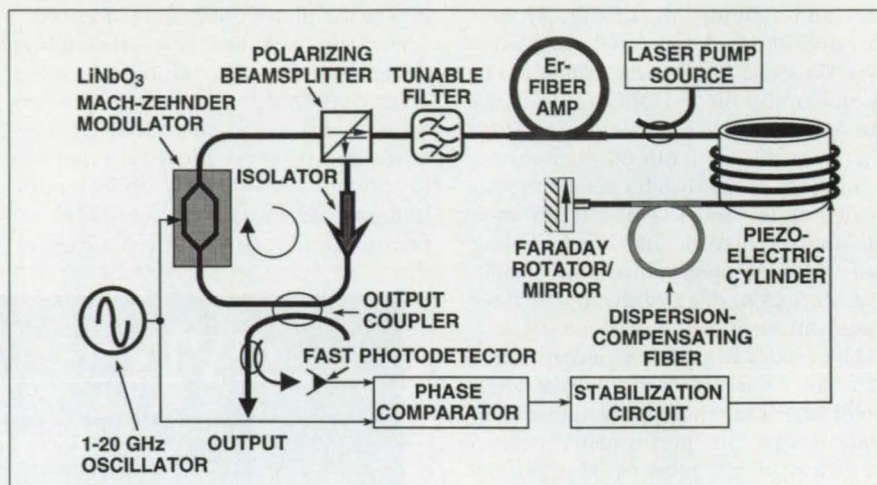 LiNbO3
MACH-ZEHNDER
MODULATOR
POLARIZING
BEAMSPLITTER
TUNABLE
FILTER
Er-
FIBER
AMP
LASER PUMP
SOURCE
ISOLATOR
FARADAY
ROTATOR/
MIRROR
PIEZO-
ELECTRIC
CYLINDER
OUTPUT
COUPLER
DISPERSION-
COMPENSATING
FIBER
FAST PHOTODETECTOR
PHASE
COMPARATOR
STABILIZATION
CIRCUIT
1-20 GHz
OSCILLATOR
OUTPUT